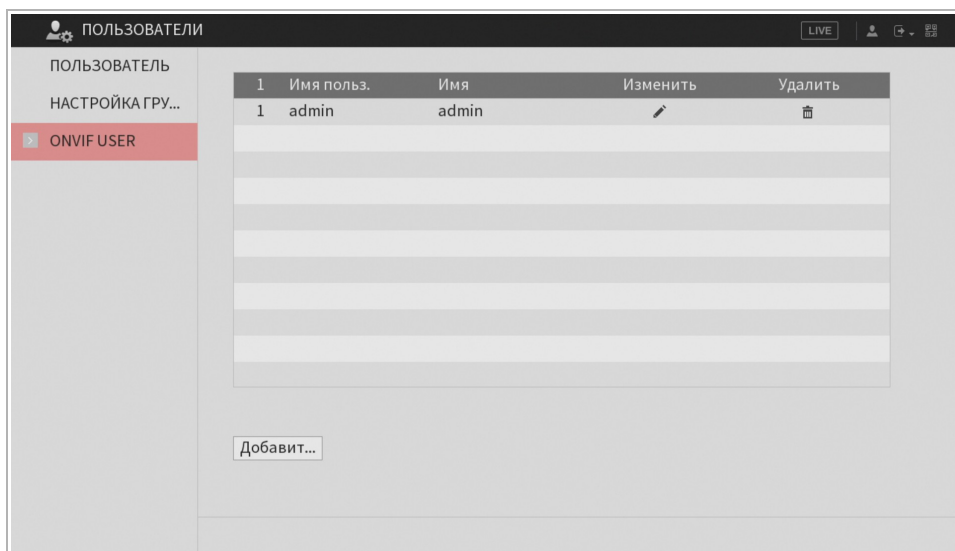 ПОЛЬЗОВАТЕЛИ LIVE
ПОЛЬЗОВАТЕЛЬ
НАСТРОЙКА ГРУ...
ONVIF USER
1 Имя польз. Имя Изменить Удалить
1 admin admin
Добавит...